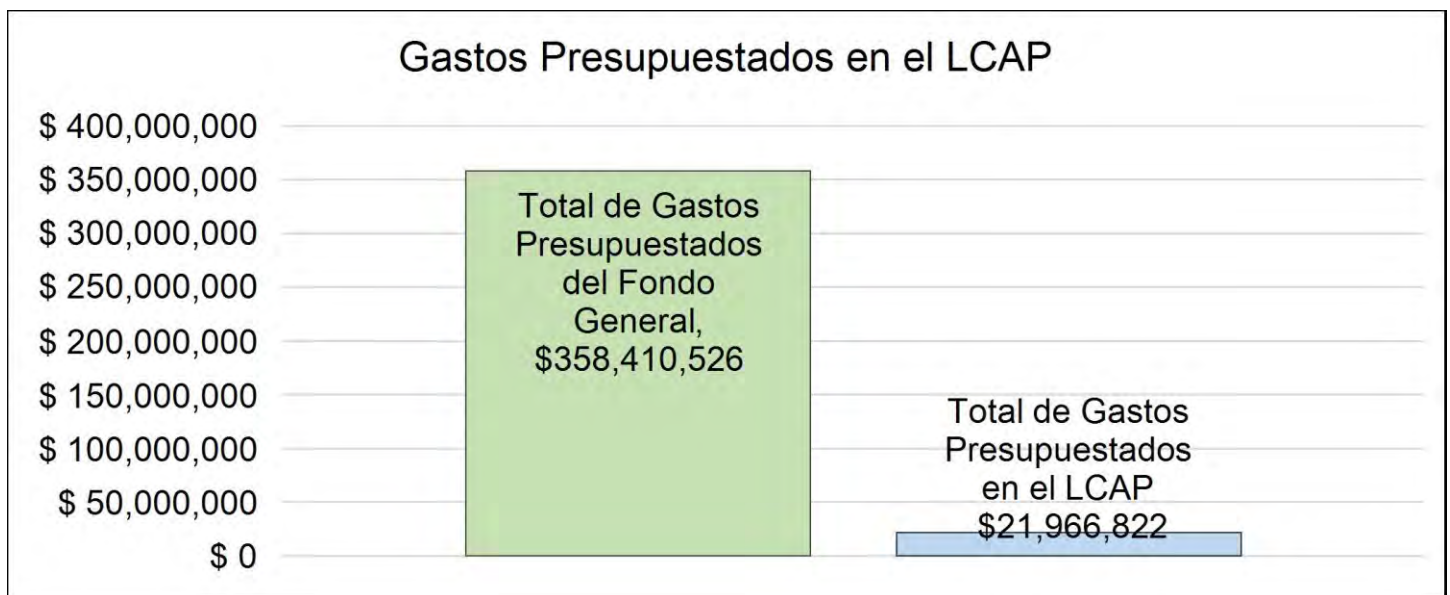 Gastos Presupuestados en el LCAP
$ 400,000,000
$ 350,000,000
$ 300,000,000
$ 250,000,000
$ 200,000,000
$ 150,000,000
$ 100,000,000
$ 50,000,000
$ 0
Total de Gastos
Presupuestados
del Fondo
General,
$358,410,526
Total de Gastos
Presupuestados
en el LCAP
$21,966,822